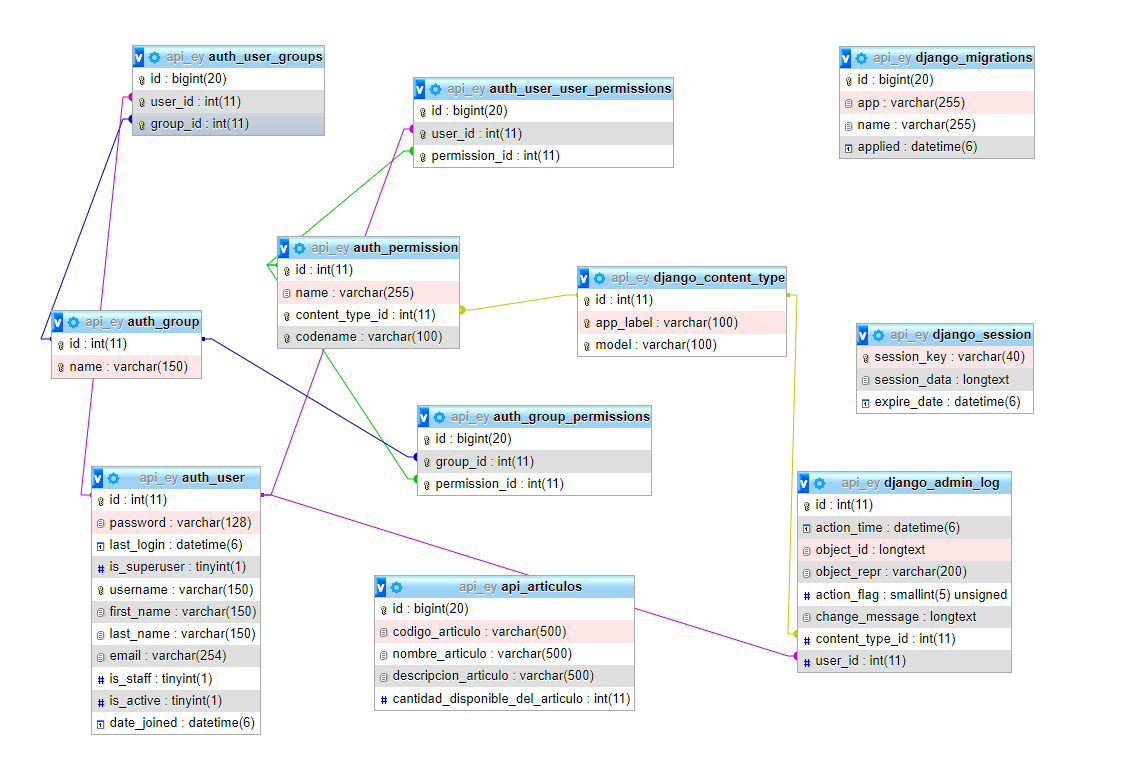 v api_ey auth_user_groups
id : bigint(20)
user_id : int(11)
group_id : int(11)
v api_ey auth_user_user_permissions
id : bigint(20)
user_id : int(11)
permission_id : int(11)
v api_ey django_migrations
id : bigint(20)
app : varchar(255)
name : varchar(255)
applied : datetime(6)
v api_ey auth_permission
id : int(11)
name : varchar(255)
content_type_id : int(11)
codename : varchar(100)
v api_ey django_content_type
id : int(11)
app_label : varchar(100)
model : varchar(100)
v api_ey auth_group
id : int(11)
name : varchar(150)
v api_ey django_session
session_key : varchar(40)
session_data : longtext
expire_date : datetime(6)
v api_ey auth_group_permissions
id : bigint(20)
group_id : int(11)
permission_id : int(11)
v api_ey auth_user
id : int(11)
password : varchar(128)
last_login : datetime(6)
# is_superuser : tinyint(1)
username : varchar(150)
first_name : varchar(150)
last_name : varchar(150)
email : varchar(254)
# is_staff : tinyint(1)
# is_active : tinyint(1)
date_joined : datetime(6)
v api_ey django_admin_log
id : int(11)
action_time : datetime(6)
object_id : longtext
object_repr : varchar(200)
# action_flag : smallint(5) unsigned
change_message : longtext
# content_type_id : int(11)
# user_id : int(11)
v api_ey api_articulos
id : bigint(20)
codigo_articulo : varchar(500)
nombre_articulo : varchar(500)
descripcion_articulo : varchar(500)
# cantidad_disponible_del_articulo : int(11)